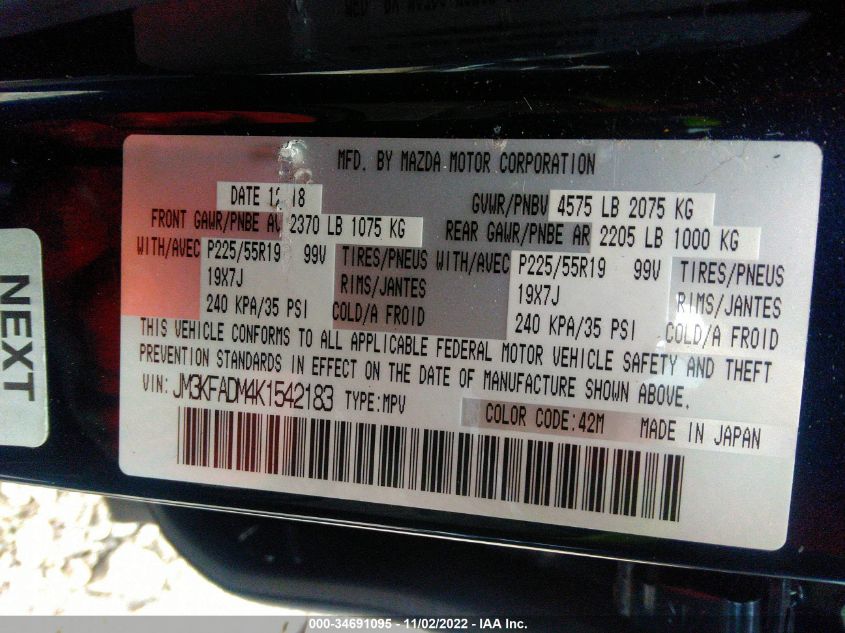 MFD. BY MAZDA MOTOR CORPORATION
DATE 12 18
GVWR/PNBV 4575 LB 2075 KG
FRONT GAWR/PNBE AV 2370 LB 1075 KG
REAR GAWR/PNBE AR 2205 LB 1000 KG
WITH/AVEC P225/55R19 99V TIRES/PNEUS
19X7J RIMS/JANTES
240 KPA/35 PSI COLD/A FROID
WITH/AVEC P225/55R19 99V TIRES/PNEUS
19X7J RIMS/JANTES
240 KPA/35 PSI COLD/A FROID
THIS VEHICLE CONFORMS TO ALL APPLICABLE FEDERAL MOTOR VEHICLE SAFETY AND THEFT
PREVENTION STANDARDS IN EFFECT ON THE DATE OF MANUFACTURE SHOWN ABOVE.
VIN: JM3KFADM4K1542183 TYPE:MPV
COLOR CODE:42M MADE IN JAPAN
NEXT
000-34691095 - 11/02/2022 - IAA Inc.